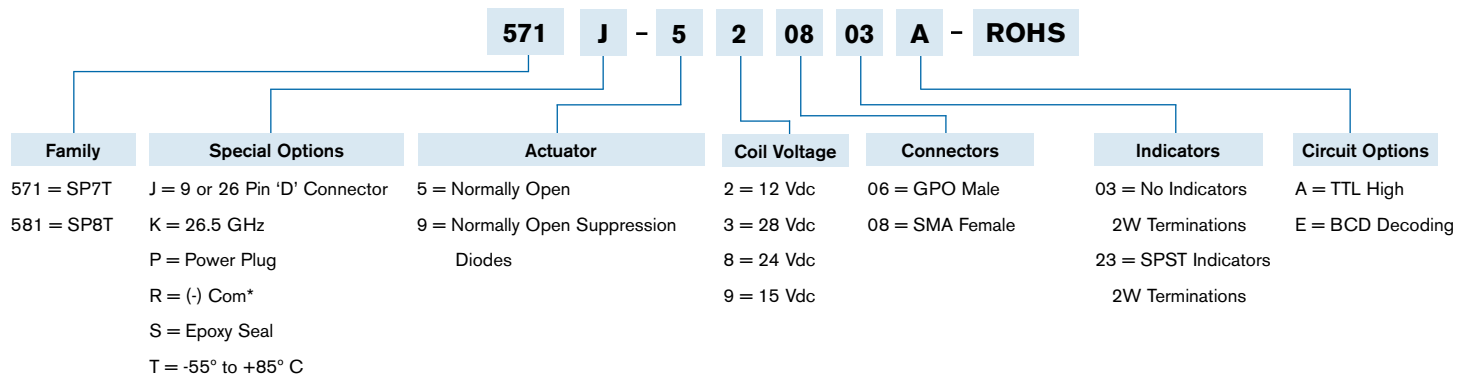 571 J - 5 2 08 03 A - ROHS
Family
571 = SP7T
581 = SP8T
Special Options
J = 9 or 26 Pin 'D' Connector
K = 26.5 GHz
P = Power Plug
R = (-) Com*
S = Epoxy Seal
T = -55° to +85° C
Actuator
5 = Normally Open
9 = Normally Open Suppression
Diodes
Coil Voltage
2 = 12 Vdc
3 = 28 Vdc
8 = 24 Vdc
9 = 15 Vdc
Connectors
06 = GPO Male
08 = SMA Female
Indicators
03 = No Indicators
2W Terminations
23 = SPST Indicators
2W Terminations
Circuit Options
A = TTL High
E = BCD Decoding